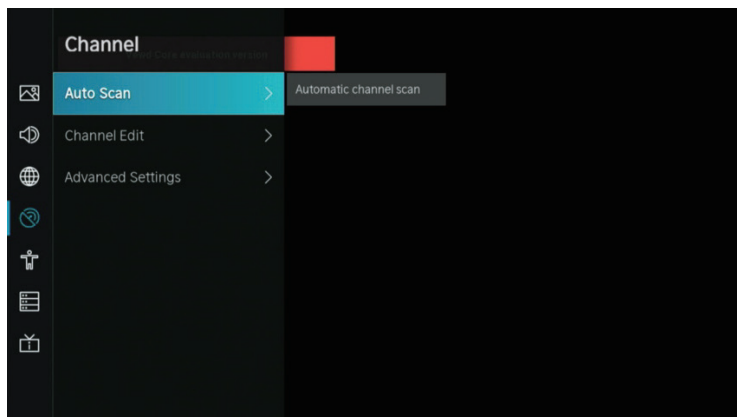 Channel
Auto Scan
Automatic channel scan
Channel Edit
Advanced Settings